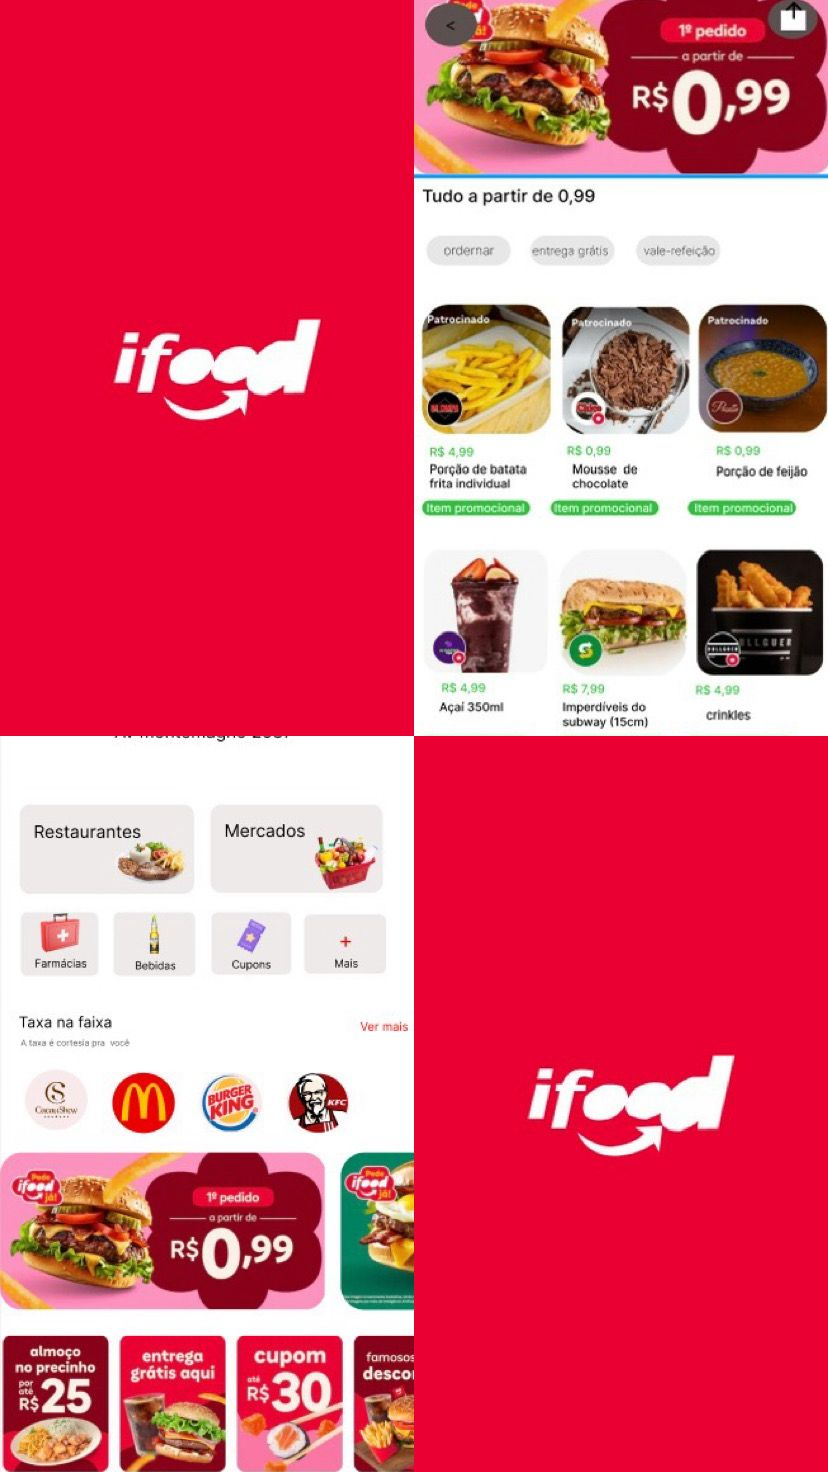 ifood
<
Pede
já!
1º pedido
a partir de
R$0,99
Tudo a partir de 0,99
ordernar
entrega grátis
vale-refeição
Patrocinado
Patrocinado
Patrocinado
R$ 4,99
Porção de batata
frita individual
Item promocional
R$ 0,99
Mousse de
chocolate
Item promocional
R$ 0,99
Porção de feijão
Item promocional
BULLGUER
BULLGUER
R$ 4,99
Açaí 350ml
R$ 7,99
Imperdíveis do
subway (15cm)
R$ 4,99
crinkles
Restaurantes
Mercados
Farmácias
Bebidas
Cupons
+
Mais
Taxa na faixa
Ver mais
A taxa é cortesia pra você
CacauShow
BURGER
KING
KFC
Pede
ifood
já!
1º pedido
a partir de
R$0,99
Pede
ifood
já!
almoço
no precinho
por
até
R$25
entrega
grátis aqui
cupom
até
R$30
famosos
desco
ifood